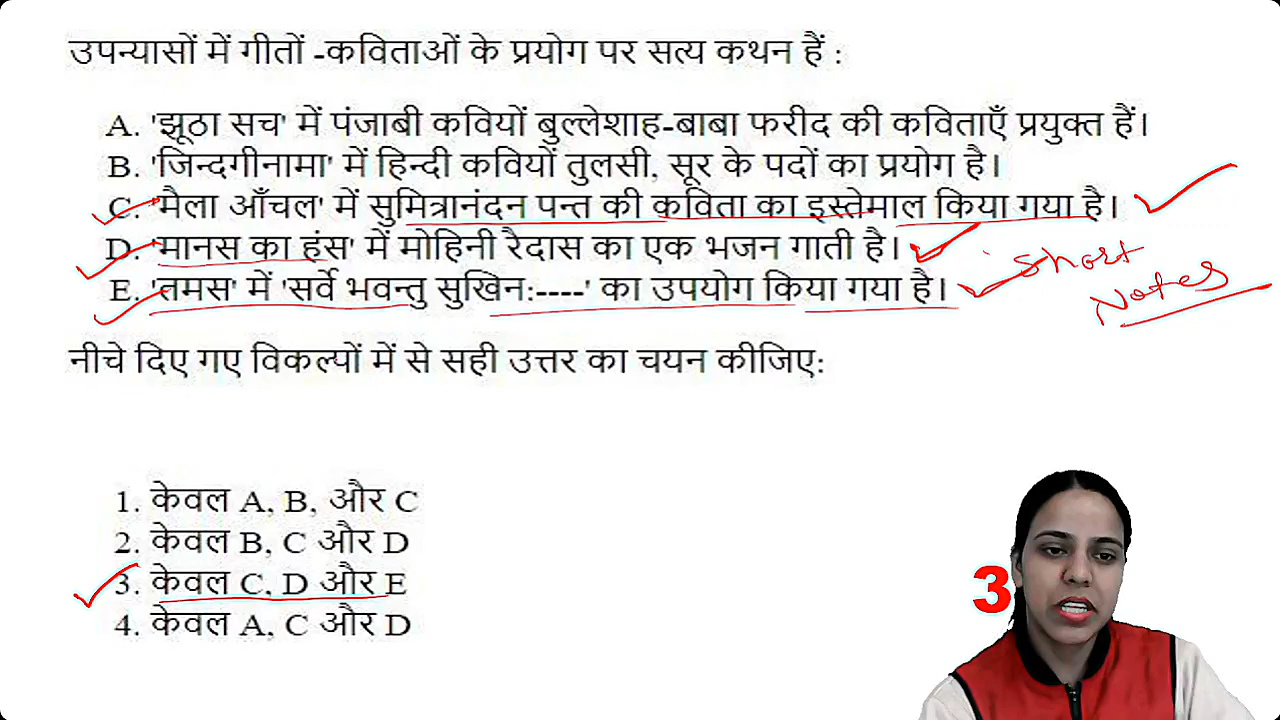 उपन्यासों में गीतों -कविताओं के प्रयोग पर सत्य कथन हैं :
A. 'झूठा सच' में पंजाबी कवियों बुल्लेशाह-बाबा फरीद की कविताएँ प्रयुक्त हैं।
B. 'जिन्दगीनामा' में हिन्दी कवियों तुलसी, सूर के पदों का प्रयोग है।
C. 'मैला आँचल' में सुमित्रानंदन पन्त की कविता का इस्तेमाल किया गया है।
D. 'मानस का हंस' में मोहिनी रैदास का एक भजन गाती है।
E. 'तमस' में 'सर्वे भवन्तु सुखिन:----' का उपयोग किया गया है।
Short
Notes
नीचे दिए गए विकल्पों में से सही उत्तर का चयन कीजिए:
1. केवल A, B, और C
2. केवल B, C और D
3. केवल C, D और E
4. केवल A, C और D
3